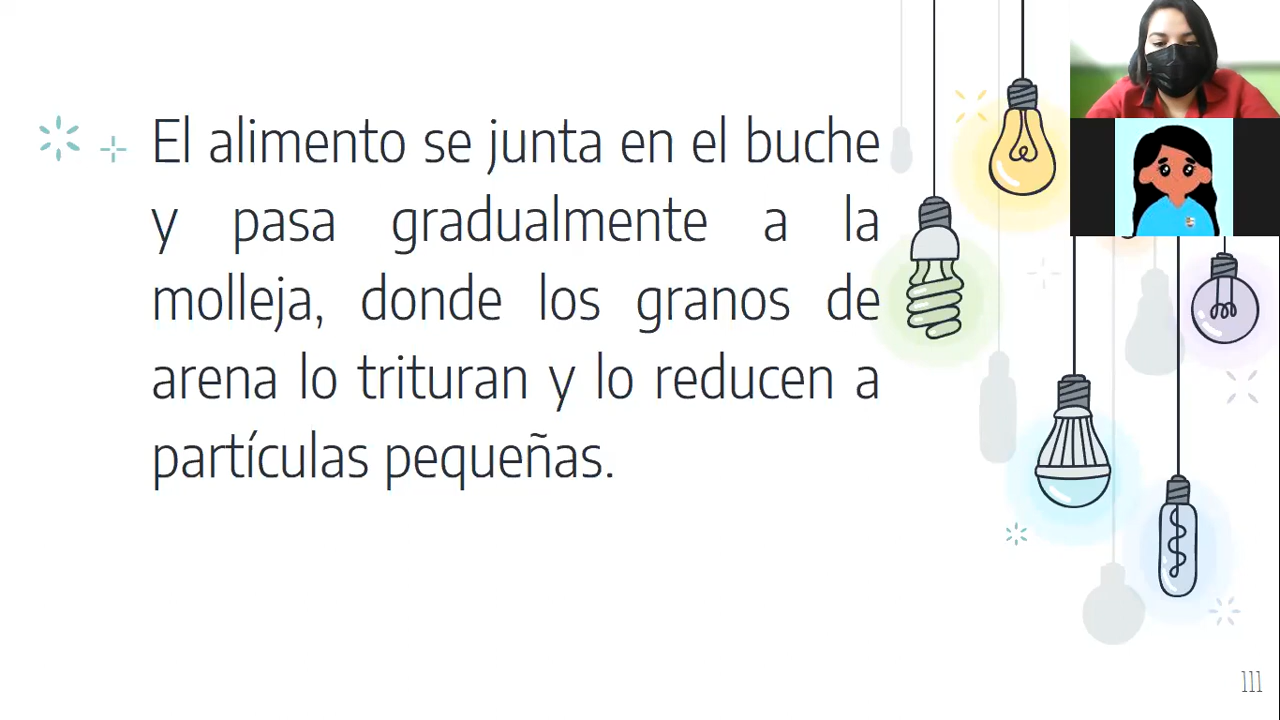 El alimento se junta en el buche
y pasa gradualmente a la
molleja, donde los granos de
arena lo trituran y lo reducen a
partículas pequeñas.
111